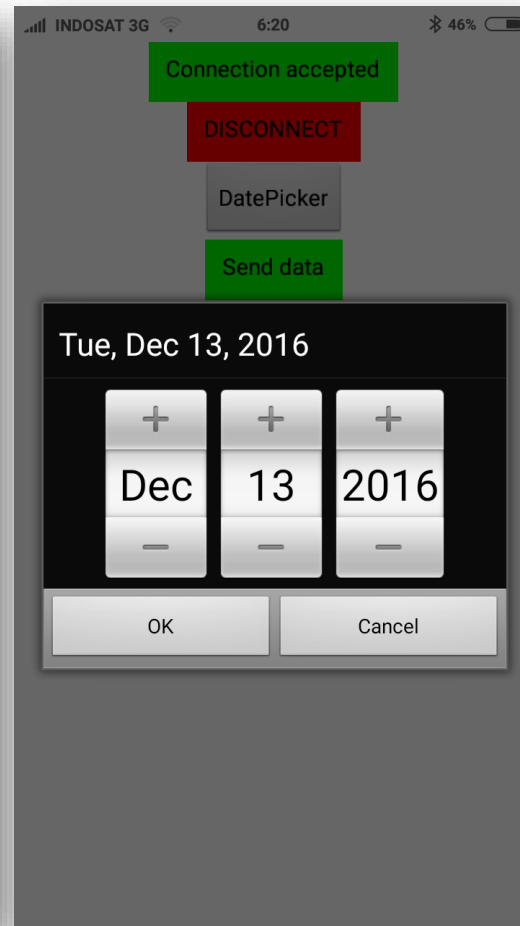 INDOSAT 3G 6:20 46%
Connection accepted
DISCONNECT
DatePicker
Send data
Tue, Dec 13, 2016
+ + +
Dec 13 2016
− − −
OK Cancel